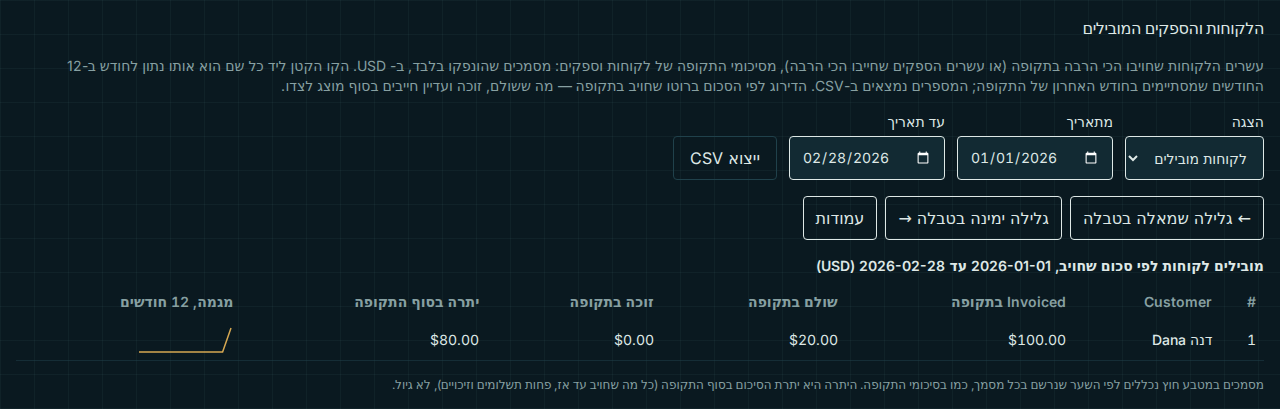 הלקוחות והספקים המובילים
עשרים הלקוחות שחויבו הכי הרבה בתקופה (או עשרים הספקים שחייבו הכי הרבה), מסיכומי התקופה של לקוחות וספקים: מסמכים שהונפקו בלבד, ב- USD. הקו הקטן ליד כל שם הוא אותו נתון לחודש ב-12
החודשים שמסתיימים בחודש האחרון של התקופה; המספרים נמצאים ב-CSV. הדירוג לפי הסכום ברוטו שחויב בתקופה — מה ששולם, זוכה ועדיין חייבים בסוף מוצג לצדו.
הצגה מתאריך עד תאריך
לקוחות מובילים 01/01/2026 02/28/2026 ייצוא CSV
← גלילה שמאלה בטבלה גלילה ימינה בטבלה → עמודות
מובילים לקוחות לפי סכום שחויב, 2026-01-01 עד 2026-02-28 (USD)
# Customer Invoiced בתקופה שולם בתקופה זוכה בתקופה יתרה בסוף התקופה מגמה, 12 חודשים
1 דנה Dana $100.00 $20.00 $0.00 $80.00
מסמכים במטבע חוץ נכללים לפי השער שנרשם בכל מסמך, כמו בסיכומי התקופה. היתרה היא יתרת הסיכום בסוף התקופה (כל מה שחויב עד אז, פחות תשלומים וזיכויים), לא גיול.